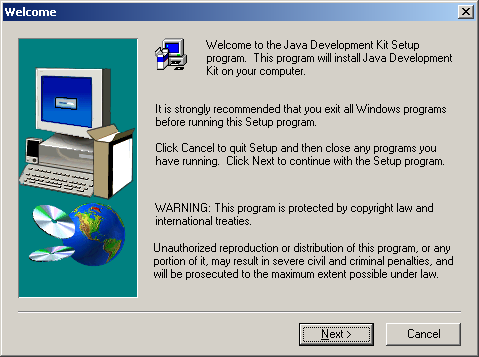 Welcome
Welcome to the Java Development Kit Setup
program. This program will install Java Development
Kit on your computer.
It is strongly recommended that you exit all Windows programs
before running this Setup program.
Click Cancel to quit Setup and then close any programs you
have running. Click Next to continue with the Setup program.
WARNING: This program is protected by copyright law and
international treaties.
Unauthorized reproduction or distribution of this program, or any
portion of it, may result in severe civil and criminal penalties, and
will be prosecuted to the maximum extent possible under law.
Next >
Cancel